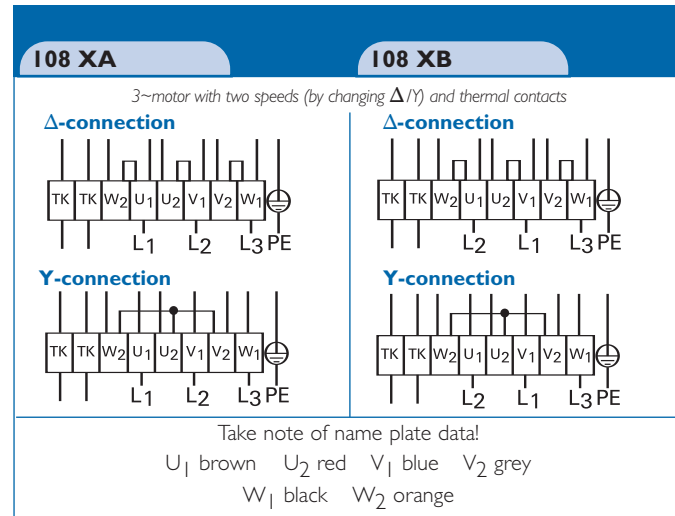 108 XA
108 XB
3~motor with two speeds (by changing Δ/Y) and thermal contacts
Δ-connection
TK TK W2 U1 U2 V1 V2 W1
L1 L2 L3 PE
Y-connection
TK TK W2 U1 U2 V1 V2 W1
L1 L2 L3 PE
Δ-connection
TK TK W2 U1 U2 V1 V2 W1
L2 L1 L3 PE
Y-connection
TK TK W2 U1 U2 V1 V2 W1
L2 L1 L3 PE
Take note of name plate data!
U1 brown U2 red V1 blue V2 grey
W1 black W2 orange